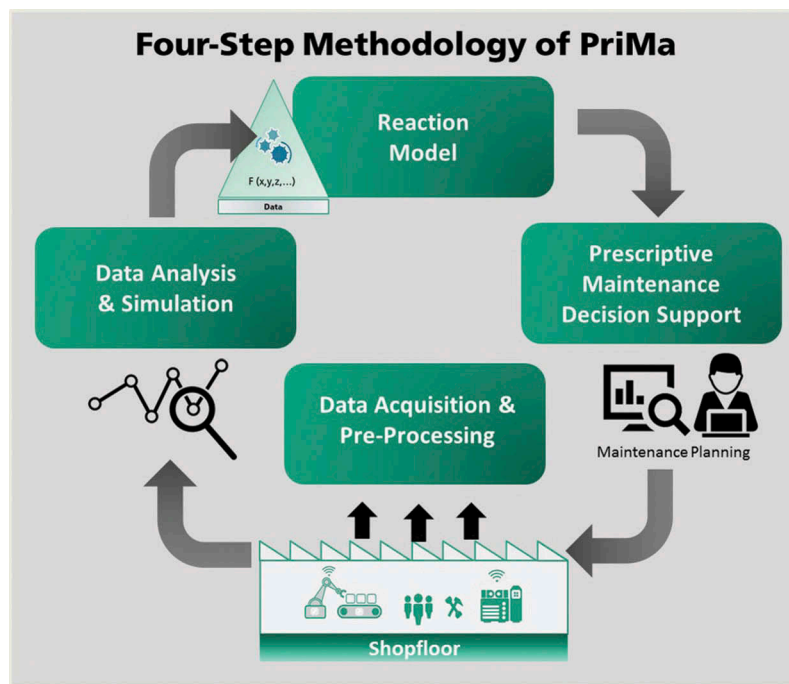 Four-Step Methodology of PriMa
Reaction
Model
F (x,y,z,...)
Data
Data Analysis
& Simulation
Prescriptive
Maintenance
Decision Support
Data Acquisition &
Pre-Processing
Maintenance Planning
Shopfloor